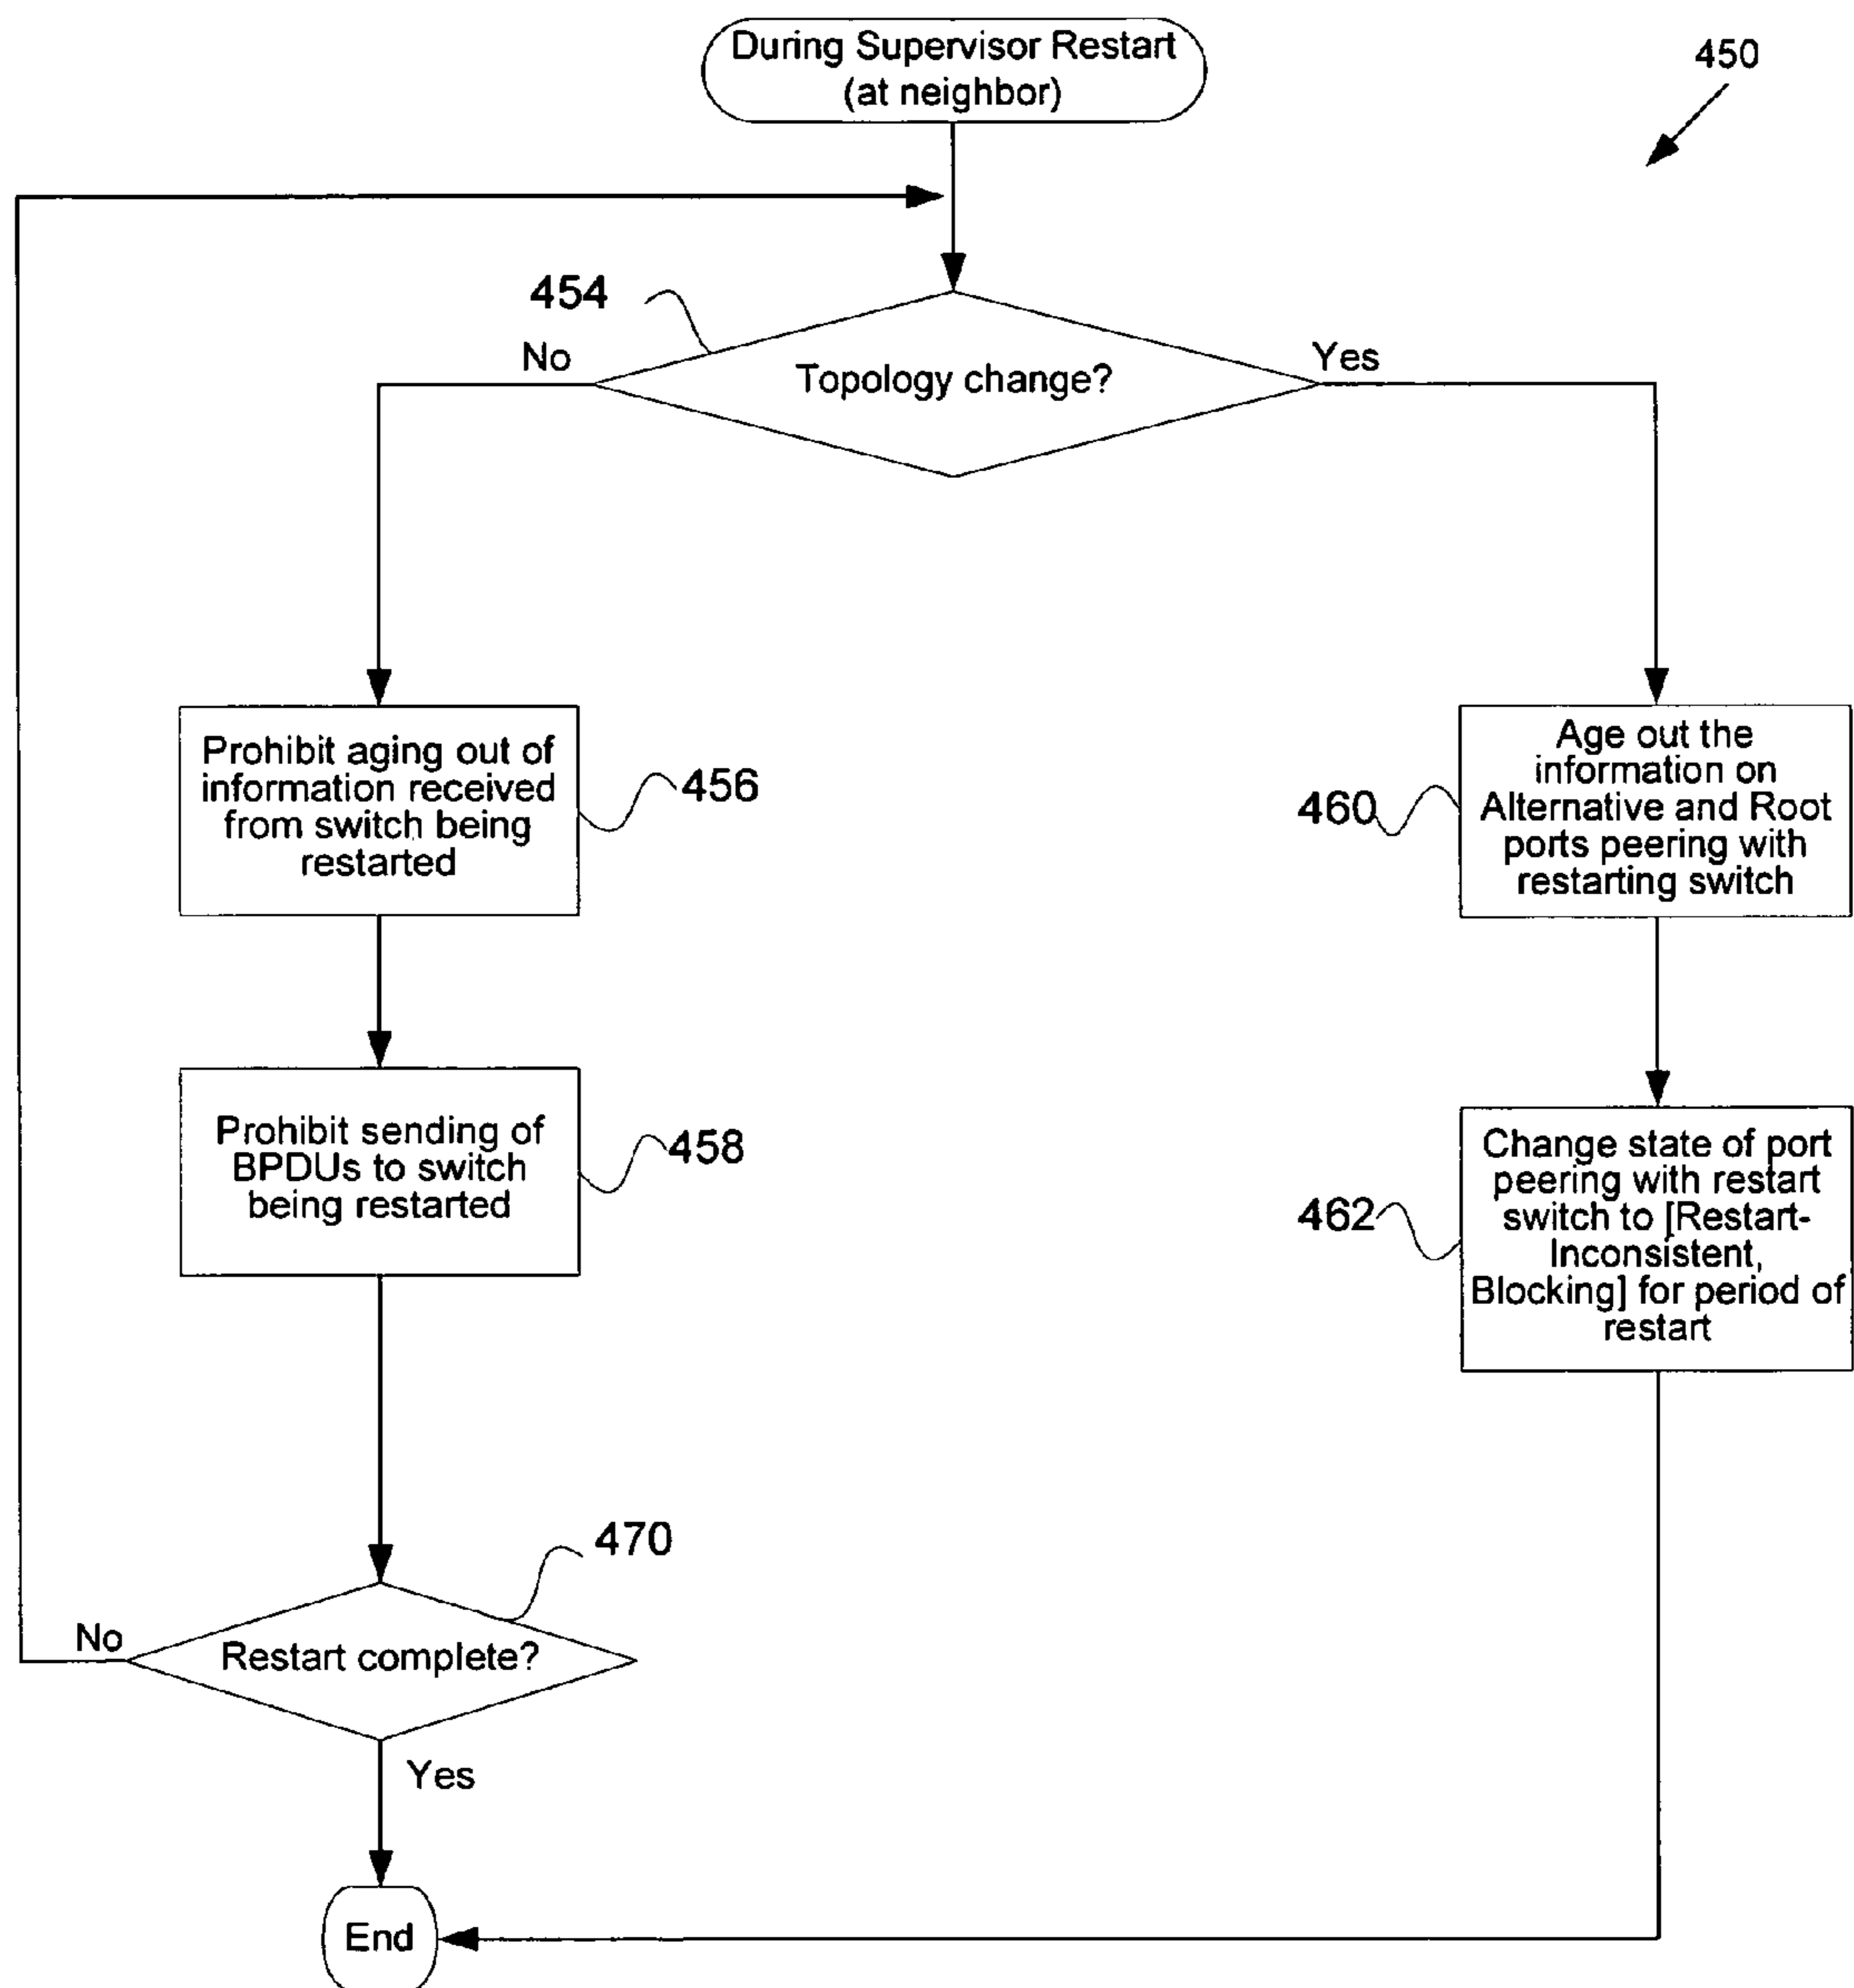 During Supervisor Restart
(at neighbor)
450
454
No
Topology change?
Yes
Prohibit aging out of
information received
from switch being
restarted
456
460
Age out the
information on
Alternative and Root
ports peering with
restarting switch
Prohibit sending of
BPDUs to switch
being restarted
458
462
Change state of port
peering with restart
switch to [Restart-
Inconsistent,
Blocking] for period of
restart
470
No
Restart complete?
Yes
End